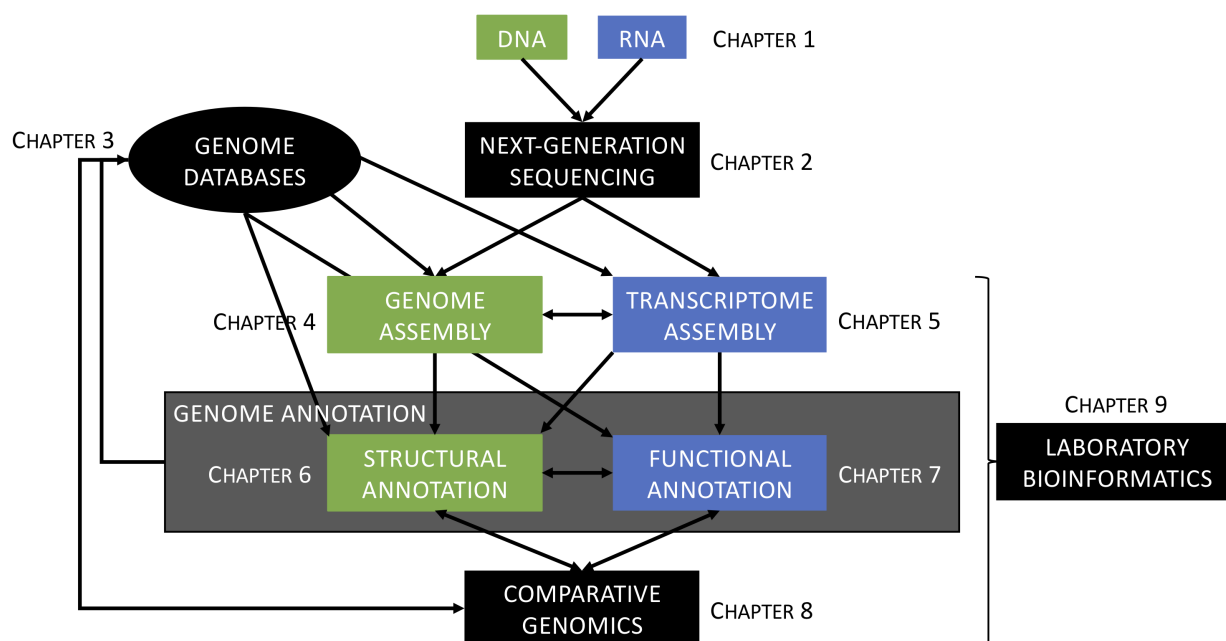 DNA
RNA
CHAPTER 1
CHAPTER 3
GENOME
DATABASES
NEXT-GENERATION
SEQUENCING
CHAPTER 2
GENOME
ASSEMBLY
CHAPTER 4
TRANSCRIPTOME
ASSEMBLY
CHAPTER 5
GENOME ANNOTATION
CHAPTER 6
STRUCTURAL
ANNOTATION
FUNCTIONAL
ANNOTATION
CHAPTER 7
CHAPTER 9
LABORATORY
BIOINFORMATICS
COMPARATIVE
GENOMICS
CHAPTER 8